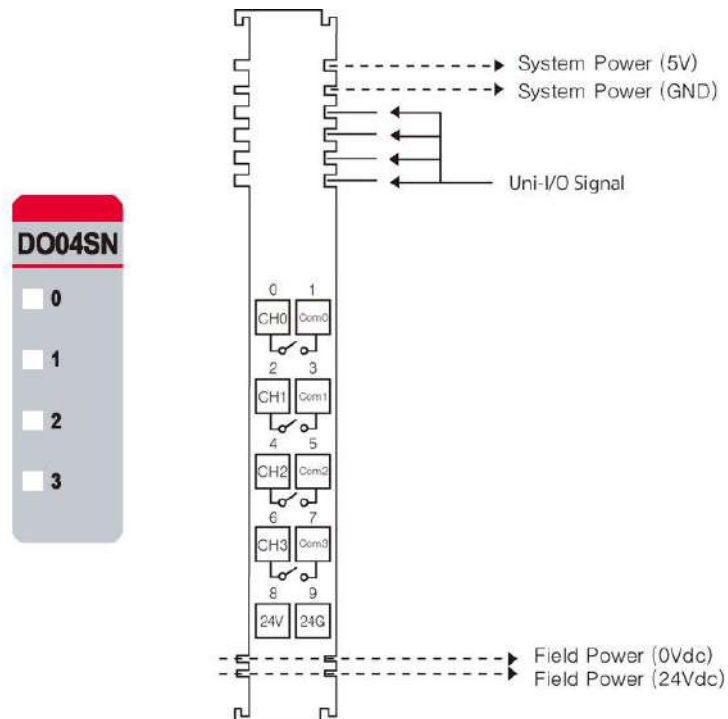 System Power (5V)
System Power (GND)
Uni-I/O Signal
DO04SN
0
1
2
3
0 1
CH0 Com0
2 3
CH1 Com1
4 5
CH2 Com2
6 7
CH3 Com3
8 9
24V 24G
Field Power (0Vdc)
Field Power (24Vdc)